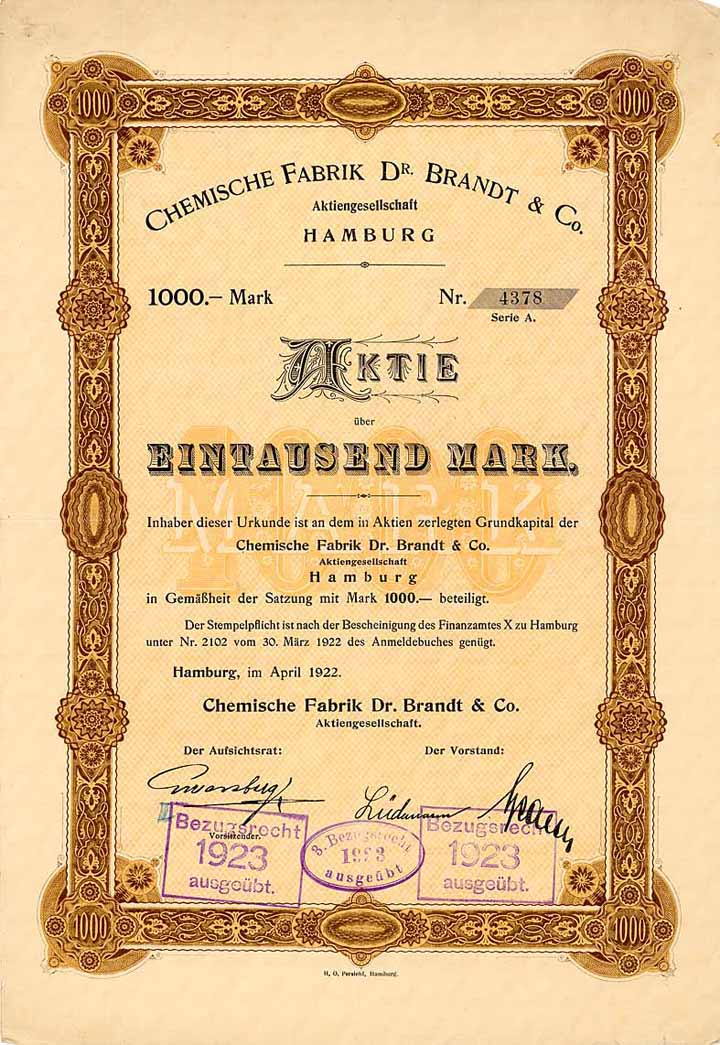 1000
1000
CHEMISCHE FABRIK DR. BRANDT & Co.
Aktiengesellschaft
HAMBURG
1000.– Mark Nr. 4378
Serie A.
AKTIE
über
1000
MARK
EINTAUSEND MARK.
Inhaber dieser Urkunde ist an dem in Aktien zerlegten Grundkapital der
Chemische Fabrik Dr. Brandt & Co.
Aktiengesellschaft
Hamburg
in Gemäßheit der Satzung mit Mark 1000.— beteiligt.
Der Stempelpflicht ist nach der Bescheinigung des Finanzamtes X zu Hamburg
unter Nr. 2102 vom 30. März 1922 des Anmeldebuches genügt.
Hamburg, im April 1922.
Chemische Fabrik Dr. Brandt & Co.
Aktiengesellschaft.
Der Aufsichtsrat: Der Vorstand:
Lüdemann
Vorsitzender.
Bezugsrecht
1923
ausgeübt.
3. Bezugsrecht
1923
ausgeübt
Bezugsrecht
1923
ausgeübt.
1000
1000
H. O. Persiehl, Hamburg.